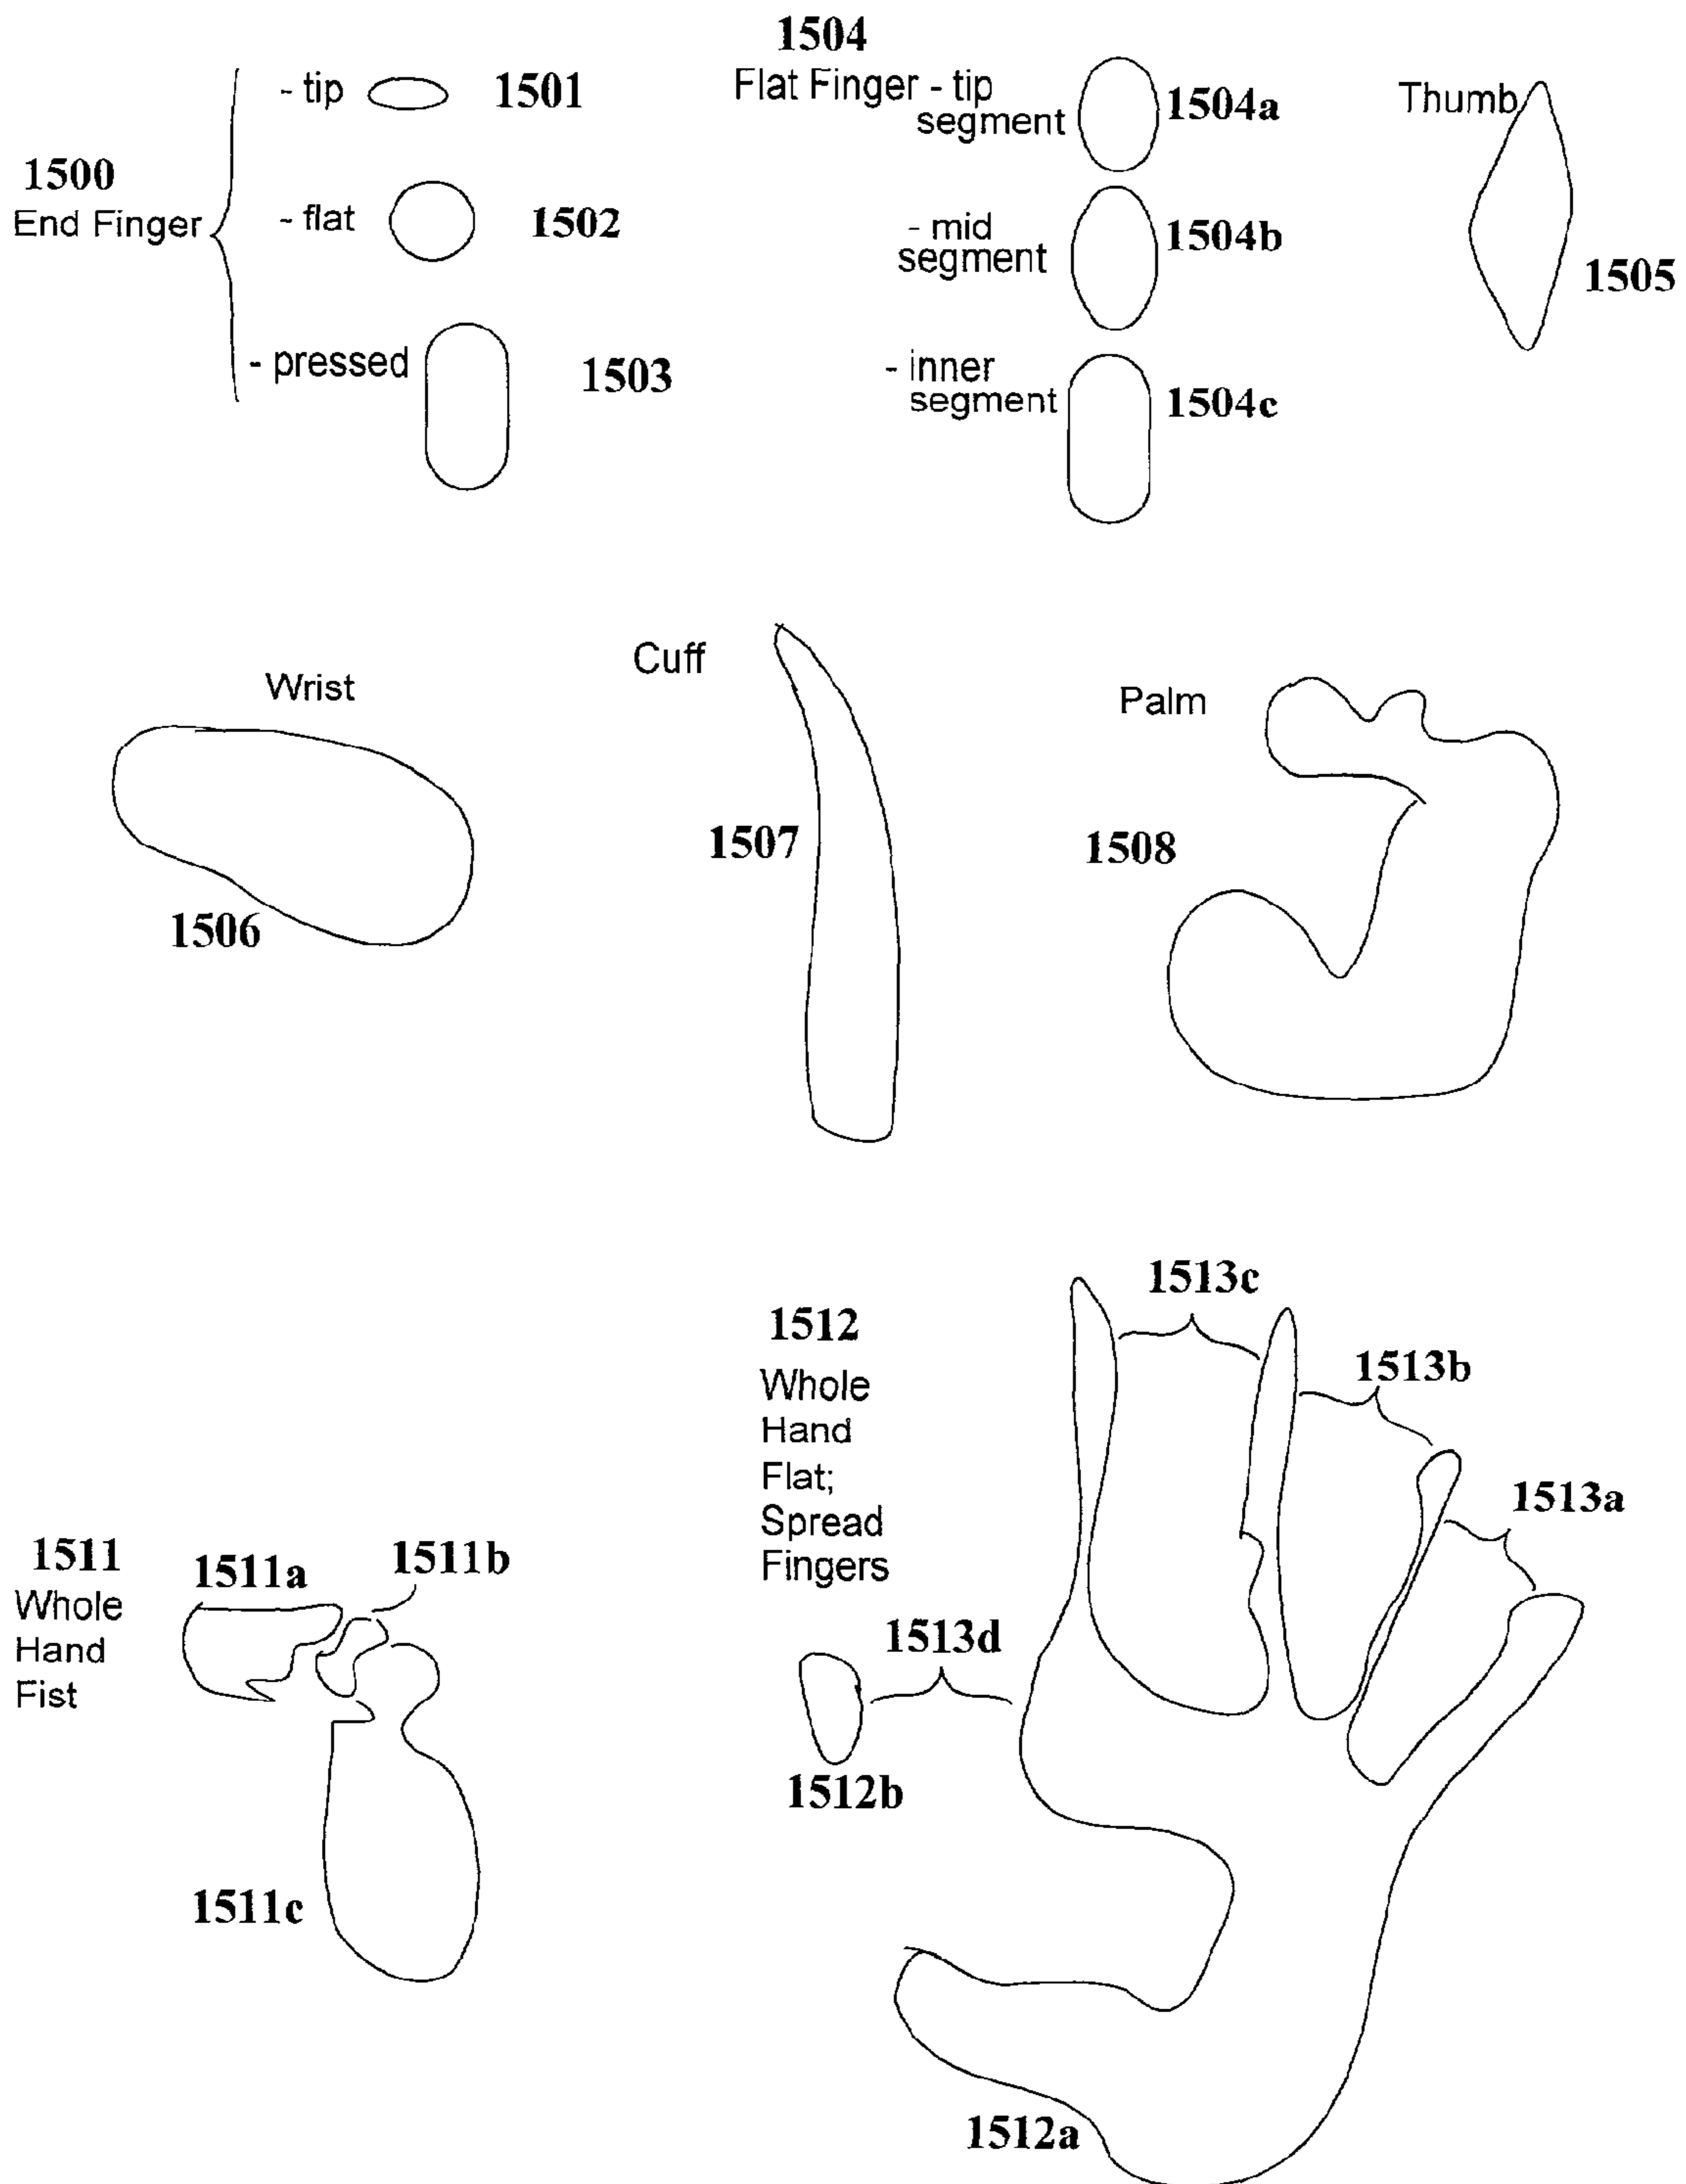 1500
End Finger
- tip 1501
- flat 1502
- pressed 1503
1504
Flat Finger - tip
segment 1504a
- mid
segment 1504b
- inner
segment 1504c
Thumb
1505
Wrist
1506
Cuff
1507
Palm
1508
1511
Whole
Hand
Fist
1511a
1511b
1511c
1512
Whole
Hand
Flat;
Spread
Fingers
1513c
1513b
1513a
1513d
1512b
1512a